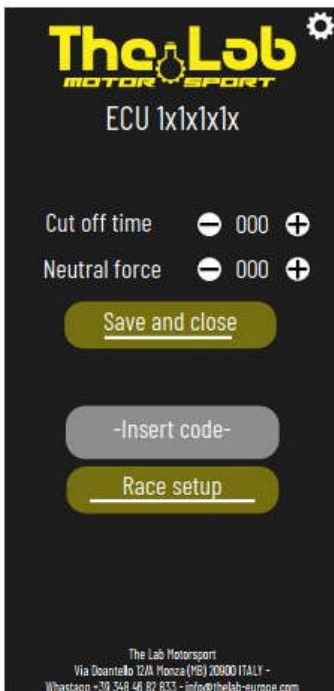 The Lab
MOTOR SPORT
ECU 1x1x1x1x
Cut off time 000
Neutral force 000
Save and close
-Insert code-
Race setup
The Lab Motorsport
Via Doantello 12/A Monza (MB) 20900 ITALY -
Whastapp +39 348 46 82 833 - info@thelab-europe.com